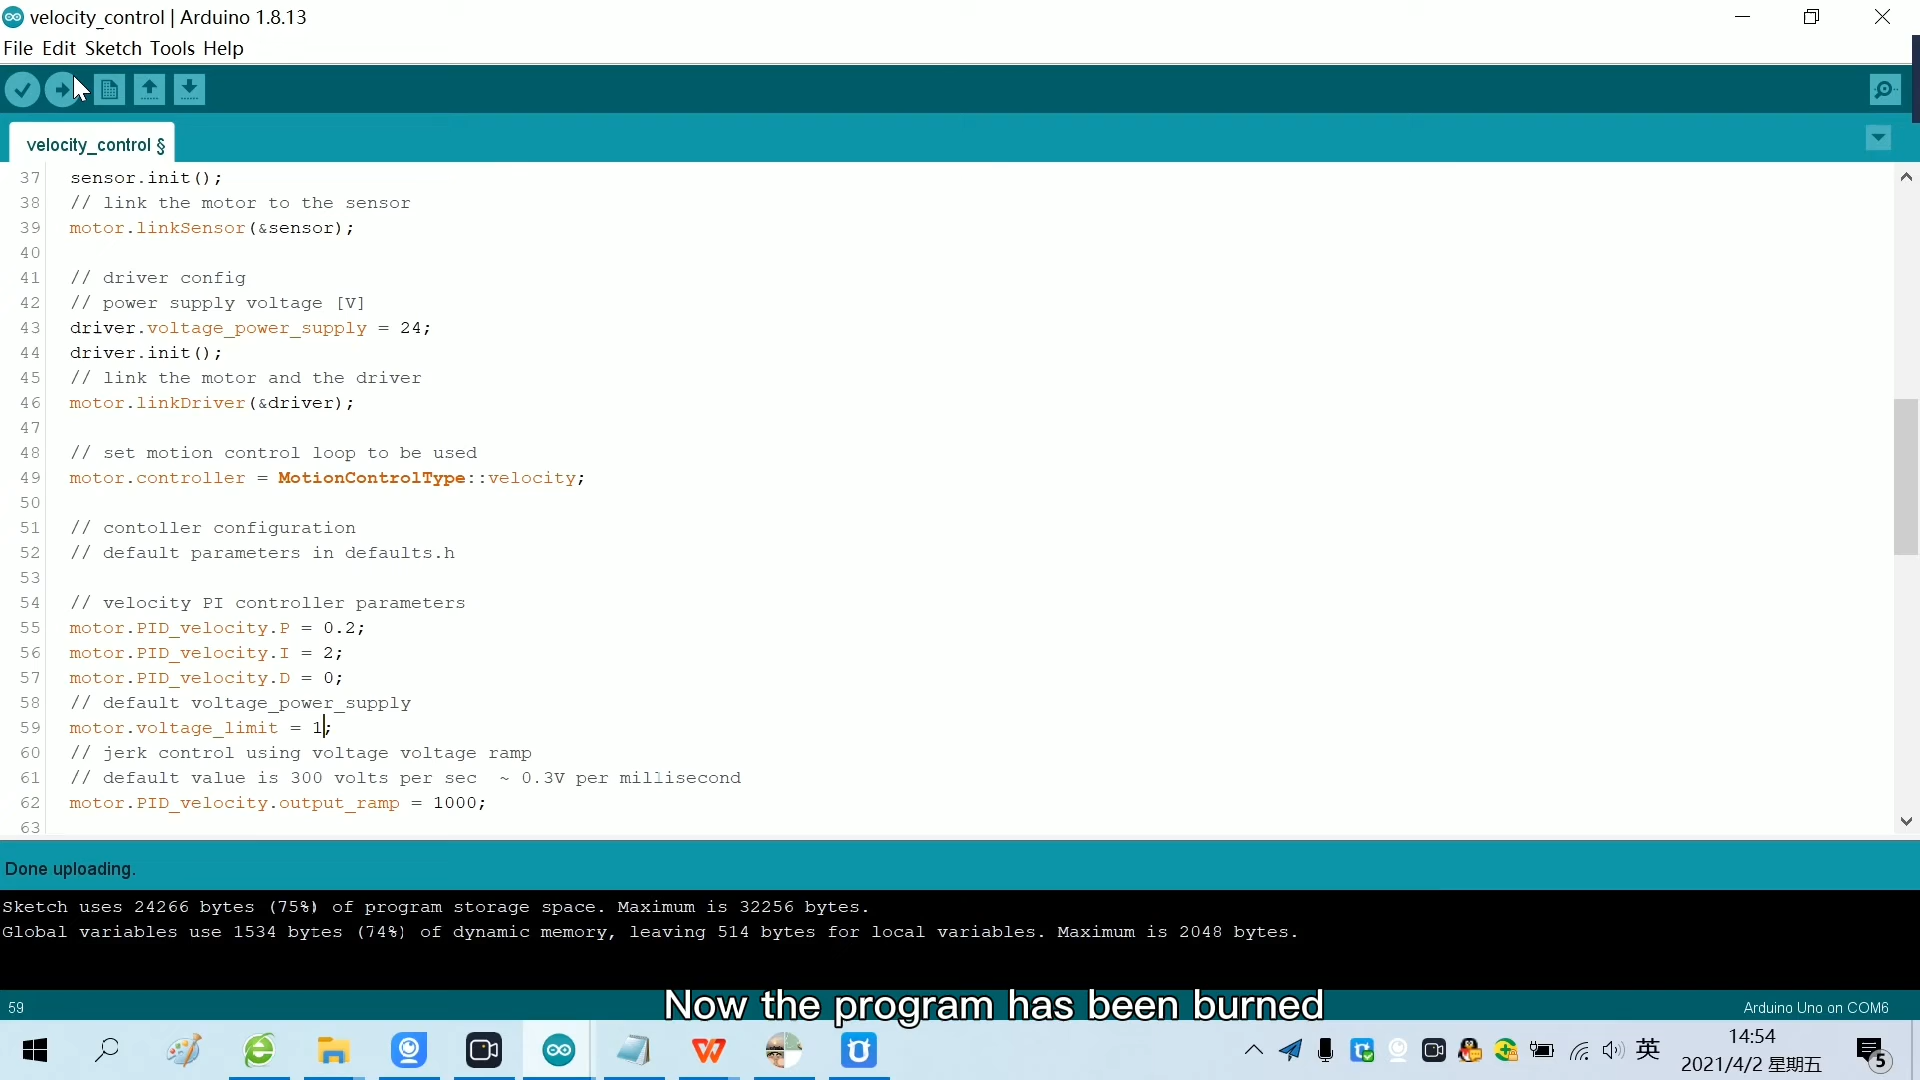 velocity_control | Arduino 1.8.13
File Edit Sketch Tools Help
velocity_control §
37 sensor.init();
38 // link the motor to the sensor
39 motor.linkSensor(&sensor);
40
41 // driver config
42 // power supply voltage [V]
43 driver.voltage_power_supply = 24;
44 driver.init();
45 // link the motor and the driver
46 motor.linkDriver(&driver);
47
48 // set motion control loop to be used
49 motor.controller = MotionControlType::velocity;
50
51 // contoller configuration
52 // default parameters in defaults.h
53
54 // velocity PI controller parameters
55 motor.PID_velocity.P = 0.2;
56 motor.PID_velocity.I = 2;
57 motor.PID_velocity.D = 0;
58 // default voltage_power_supply
59 motor.voltage_limit = 1;
60 // jerk control using voltage voltage ramp
61 // default value is 300 volts per sec ~ 0.3V per millisecond
62 motor.PID_velocity.output_ramp = 1000;
63
Done uploading.
Sketch uses 24266 bytes (75%) of program storage space. Maximum is 32256 bytes.
Global variables use 1534 bytes (74%) of dynamic memory, leaving 514 bytes for local variables. Maximum is 2048 bytes.
59
Arduino Uno on COM6
Now the program has been burned
英
14:54
2021/4/2 星期五
5